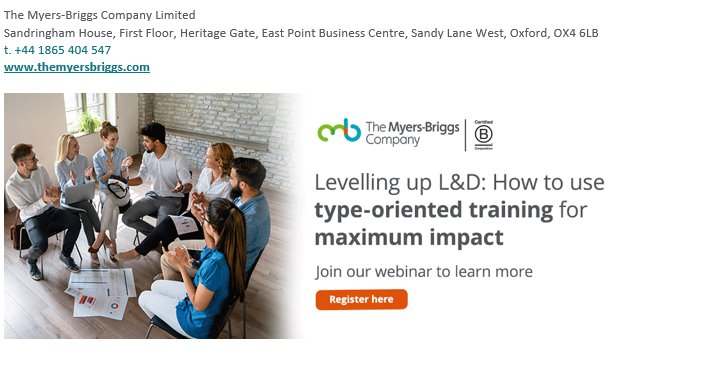 The Myers-Briggs Company Limited
Sandringham House, First Floor, Heritage Gate, East Point Business Centre, Sandy Lane West, Oxford, OX4 6LB
t. +44 1865 404 547
www.themyersbriggs.com
The Myers-Briggs
Company
Certified
B
Corporation
Levelling up L&D: How to use
type-oriented training for
maximum impact
Join our webinar to learn more
Register here